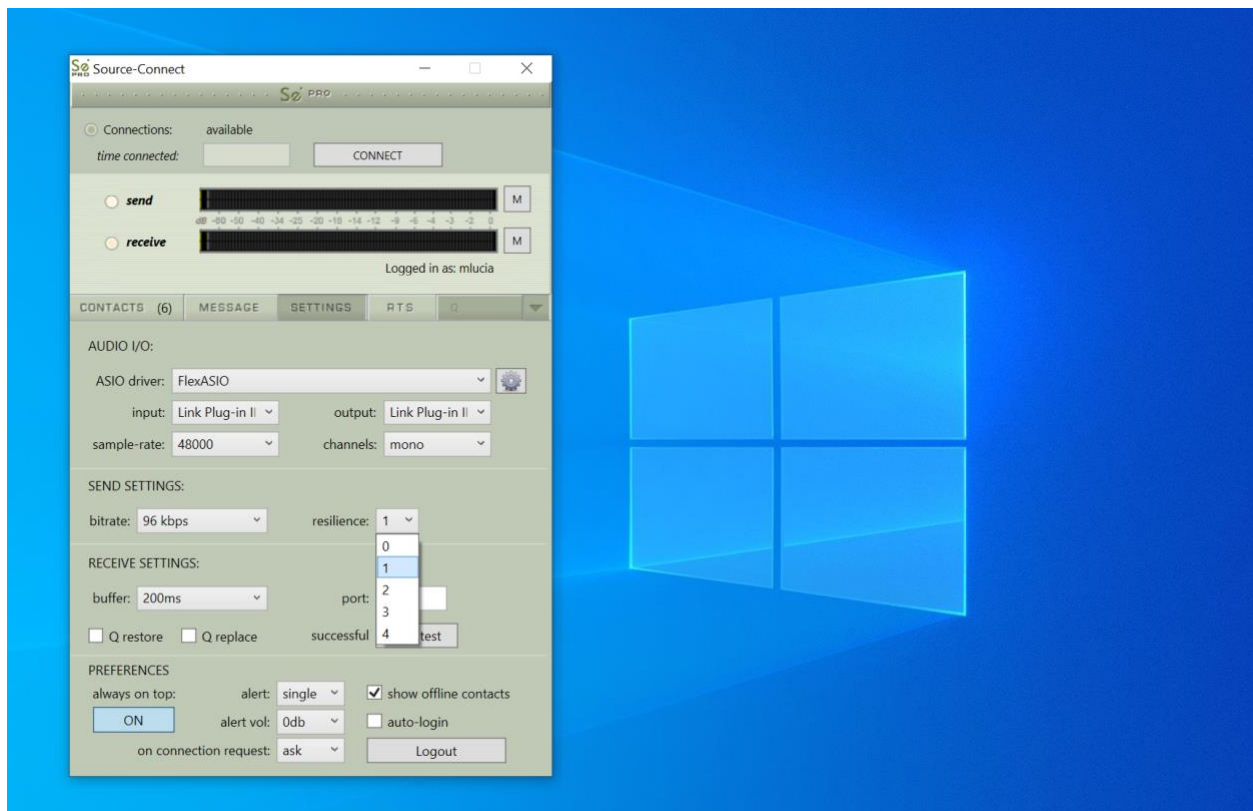 Sø PRO Source-Connect
Sø PRO
Connections: available
time connected: CONNECT
send M
dB -60 -50 -40 -34 -25 -20 -16 -14 -12 -9 -6 -4 -3 -2 0
receive M
Logged in as: mlucia
CONTACTS (6) MESSAGE SETTINGS RTS Q
AUDIO I/O:
ASIO driver: FlexASIO
input: Link Plug-in II output: Link Plug-in II
sample-rate: 48000 channels: mono
SEND SETTINGS:
bitrate: 96 kbps resilience: 1
0
RECEIVE SETTINGS:
1
buffer: 200ms port: 2
3
Q restore Q replace successful 4 test
PREFERENCES
always on top: alert: single show offline contacts
ON alert vol: 0db auto-login
on connection request: ask Logout